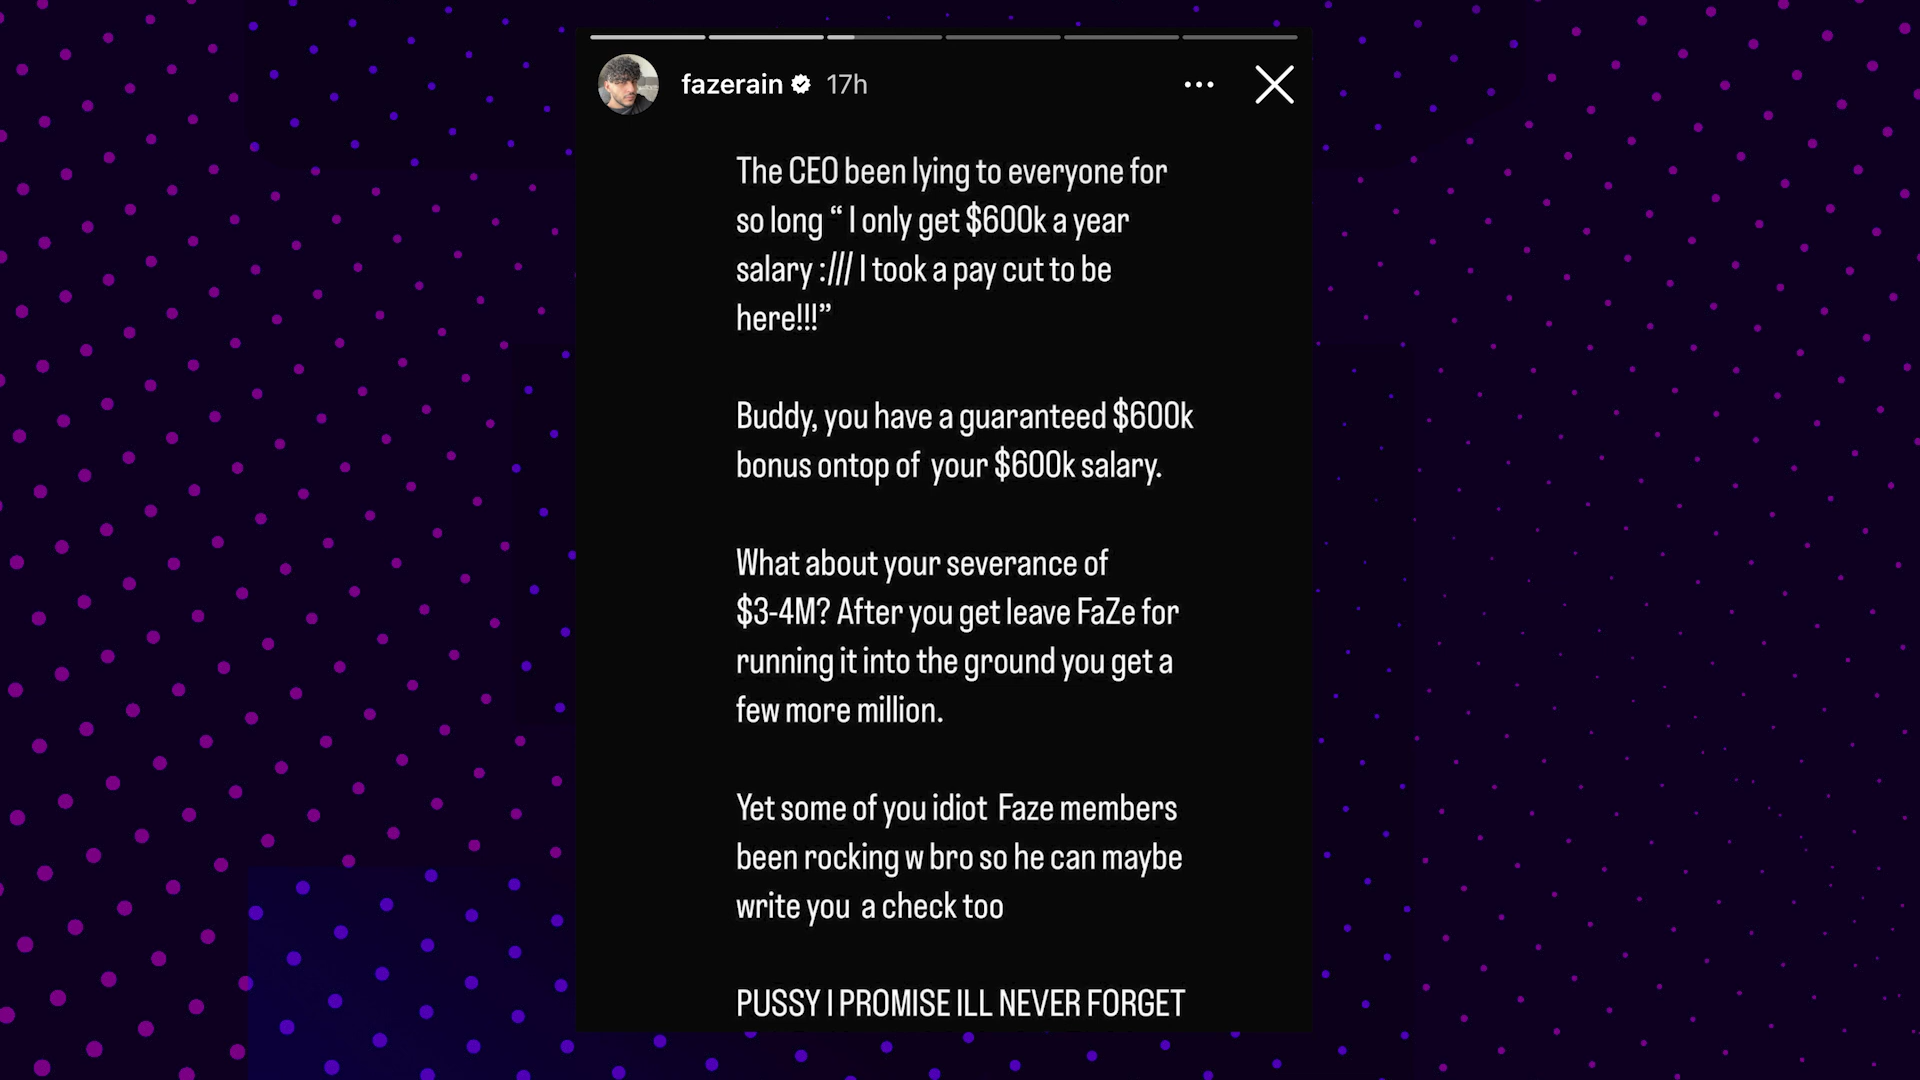 fazerain 17h
The CEO been lying to everyone for
so long “ I only get $600k a year
salary :/// I took a pay cut to be
here!!!”
Buddy, you have a guaranteed $600k
bonus ontop of  your $600k salary.
What about your severance of
$3-4M? After you get leave FaZe for
running it into the ground you get a
few more million.
Yet some of you idiot  Faze members
been rocking w bro so he can maybe
write you  a check too
PUSSY I PROMISE ILL NEVER FORGET